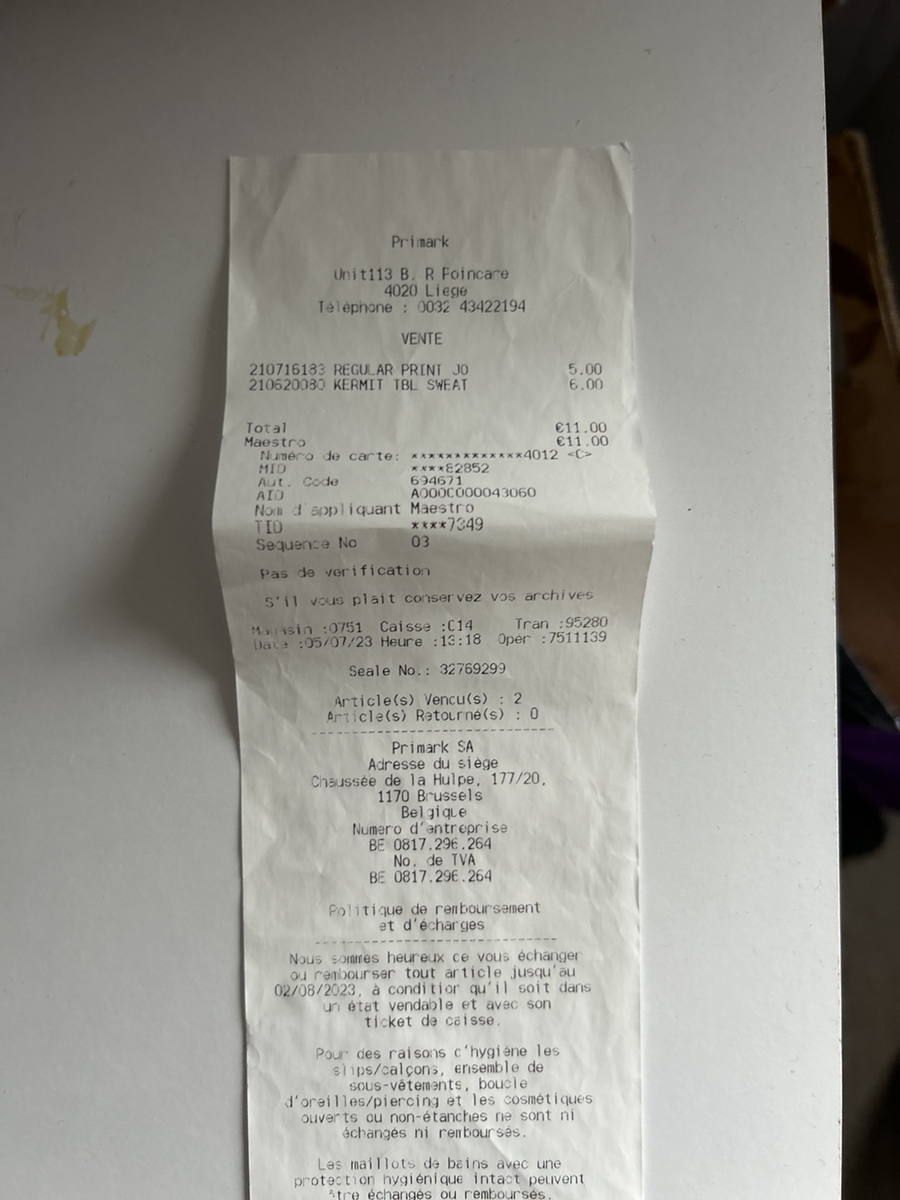 Primark
Unit113 B. R Poincare
4020 Liege
Téléphone : 0032 43422194
VENTE
210716183 REGULAR PRINT JO 5.00
210620080 KERMIT TBL SWEAT 6.00
Total €11.00
Maestro €11.00
Numéro de carte: *************4012 <C>
MID ****82852
Aut. Code 694671
AID A0000000043060
Nom d'appliquant Maestro
TID ****7349
Sequence No 03
Pas de verification
S'il vous plait conservez vos archives
Magasin :0751 Caisse :C14 Tran :95280
Date :05/07/23 Heure :13:18 Oper :7511139
Seale No.: 32769299
Article(s) Vendu(s) : 2
Article(s) Retourné(s) : 0
Primark SA
Adresse du siège
Chaussée de la Hulpe, 177/20,
1170 Brussels
Belgique
Numero d'entreprise
BE 0817.296.264
No. de TVA
BE 0817.296.264
Politique de remboursement
et d'écharges
Nous sommes heureux de vous échanger
ou rembourser tout article jusqu'au
02/08/2023, à condition qu'il soit dans
un état vendable et avec son
ticket de caisse.
Pour des raisons d'hygiène les
slips/calçons, ensemble de
sous-vêtements, boucle
d'oreilles/piercing et les cosmétiques
ouverts ou non-étanches ne sont ni
échangés ni remboursés.
Les maillots de bains avec une
protection hygiénique intact peuvent
être échangés ou remboursés.